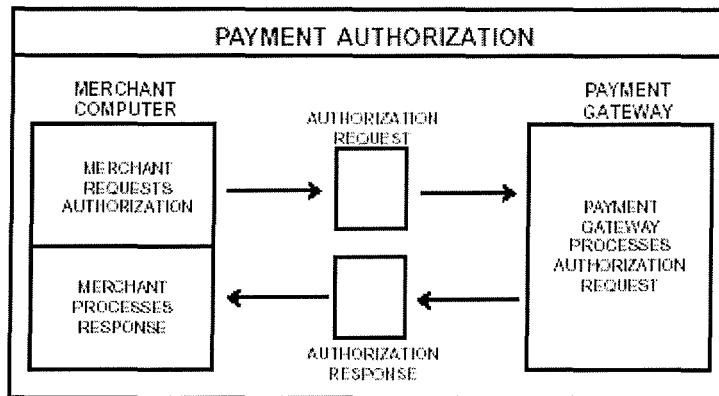 PAYMENT AUTHORIZATION
MERCHANT
COMPUTER
AUTHORIZATION
REQUEST
PAYMENT
GATEWAY
MERCHANT
REQUESTS
AUTHORIZATION
PAYMENT
GATEWAY
PROCESSES
AUTHORIZATION
REQUEST
MERCHANT
PROCESSES
RESPONSE
AUTHORIZATION
RESPONSE